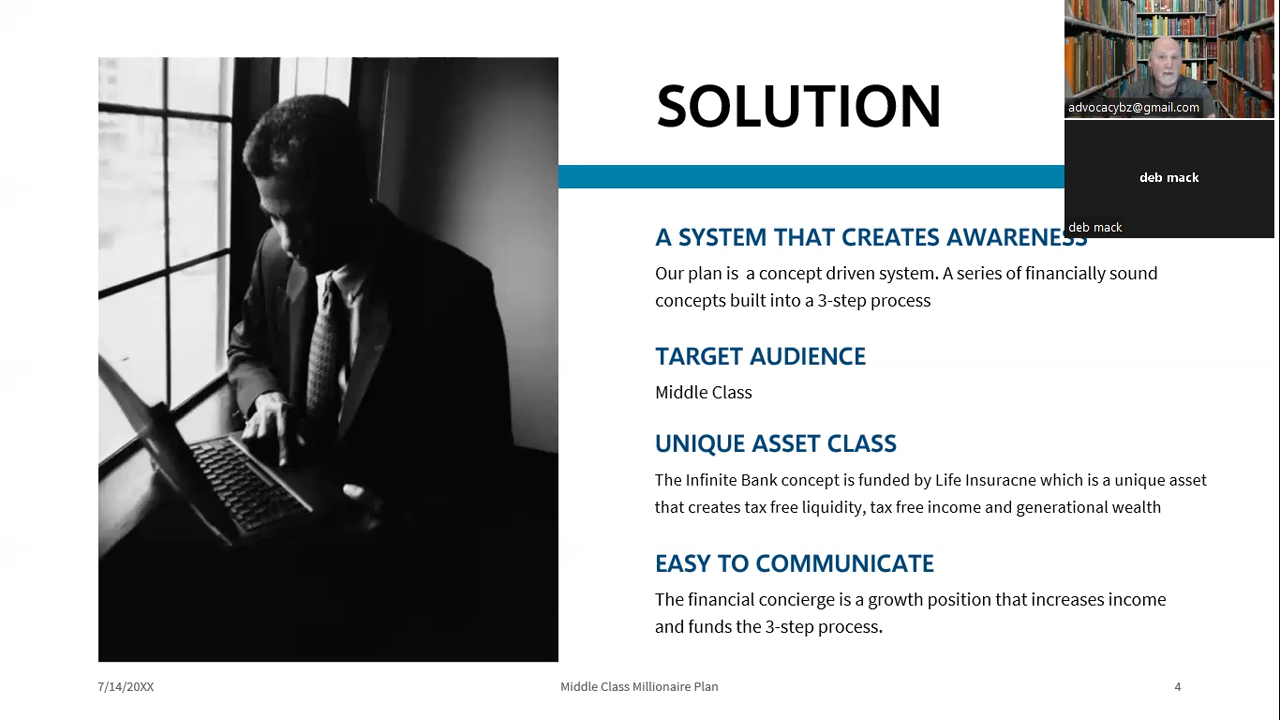 SOLUTION
advocacybz@gmail.com
deb mack
deb mack
A SYSTEM THAT CREATES AWARENESS
Our plan is  a concept driven system. A series of financially sound
concepts built into a 3-step process
TARGET AUDIENCE
Middle Class
UNIQUE ASSET CLASS
The Infinite Bank concept is funded by Life Insuracne which is a unique asset
that creates tax free liquidity, tax free income and generational wealth
EASY TO COMMUNICATE
The financial concierge is a growth position that increases income
and funds the 3-step process.
7/14/20XX
Middle Class Millionaire Plan
4